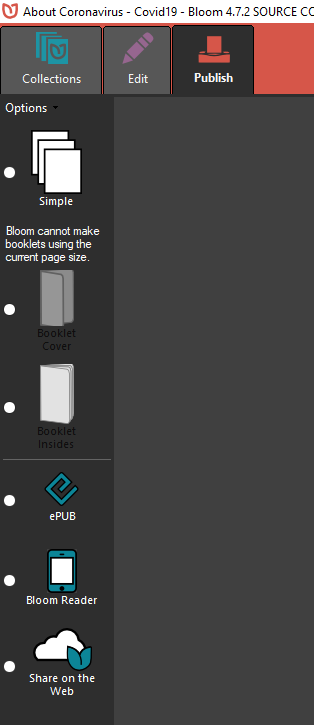 About Coronavirus - Covid19 - Bloom 4.7.2 SOURCE CO
Collections
Edit
Publish
Options
Simple
Bloom cannot make
booklets using the
current page size.
Booklet
Cover
Booklet
Insides
ePUB
Bloom Reader
Share on the
Web